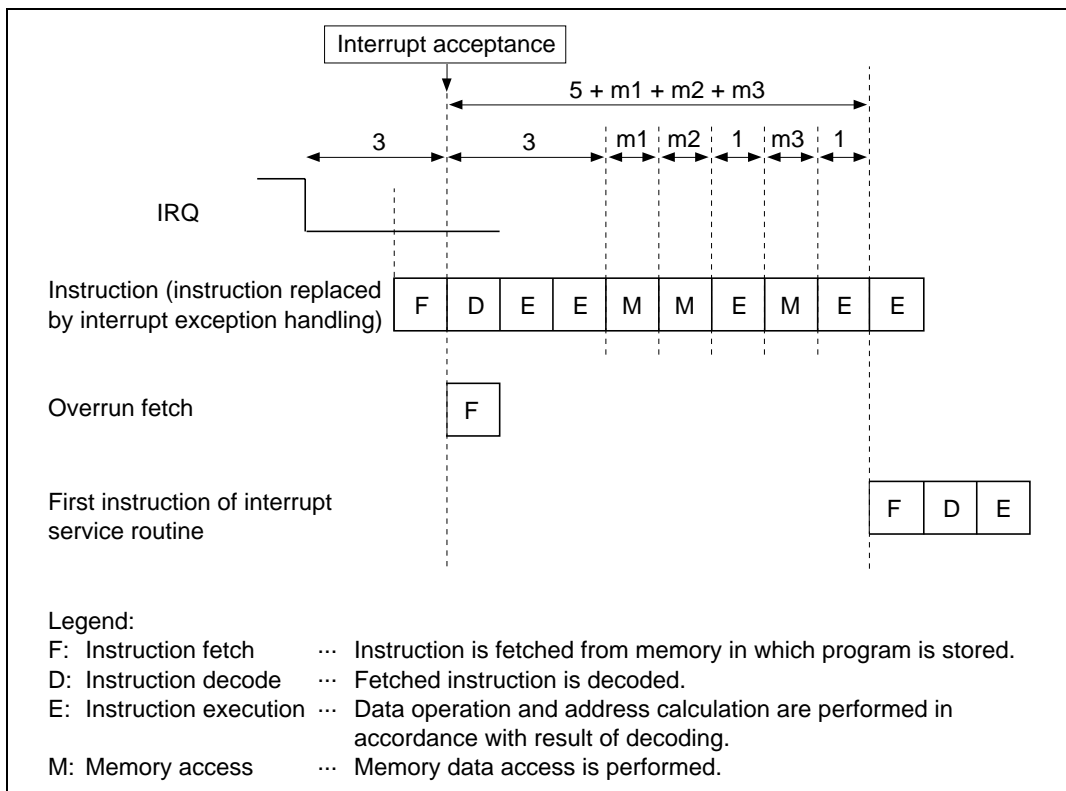 Interrupt acceptance
5 + m1 + m2 + m3
3 3 m1 m2 1 m3 1
IRQ
Instruction (instruction replaced
by interrupt exception handling)
F D E E M M E M E E
Overrun fetch
F
First instruction of interrupt
service routine
F D E
Legend:
F: Instruction fetch ··· Instruction is fetched from memory in which program is stored.
D: Instruction decode ··· Fetched instruction is decoded.
E: Instruction execution ··· Data operation and address calculation are performed in
accordance with result of decoding.
M: Memory access ··· Memory data access is performed.